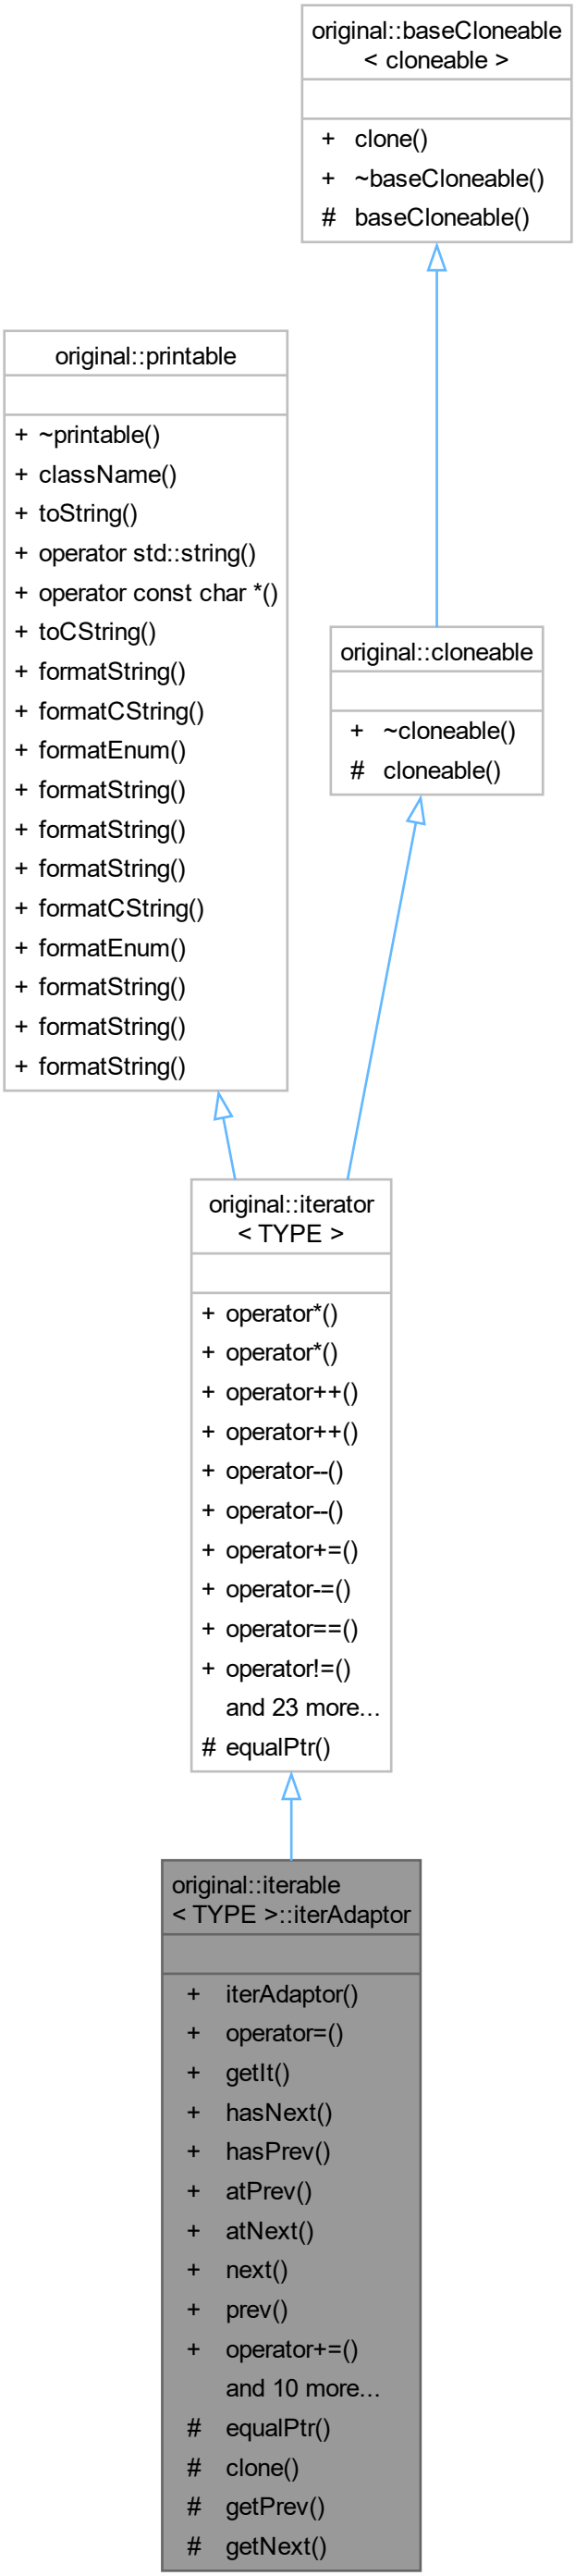 original::baseCloneable
< cloneable >
+ clone()
+ ~baseCloneable()
# baseCloneable()
original::printable
+ ~printable()
+ className()
+ toString()
+ operator std::string()
+ operator const char *()
+ toCString()
+ formatString()
+ formatCString()
+ formatEnum()
+ formatString()
+ formatString()
+ formatString()
+ formatCString()
+ formatEnum()
+ formatString()
+ formatString()
+ formatString()
original::cloneable
+ ~cloneable()
# cloneable()
original::iterator
< TYPE >
+ operator*()
+ operator*()
+ operator++()
+ operator++()
+ operator--()
+ operator--()
+ operator+=()
+ operator-=()
+ operator==()
+ operator!=()
and 23 more...
# equalPtr()
original::iterable
< TYPE >::iterAdaptor
+ iterAdaptor()
+ operator=()
+ getIt()
+ hasNext()
+ hasPrev()
+ atPrev()
+ atNext()
+ next()
+ prev()
+ operator+=()
and 10 more...
# equalPtr()
# clone()
# getPrev()
# getNext()